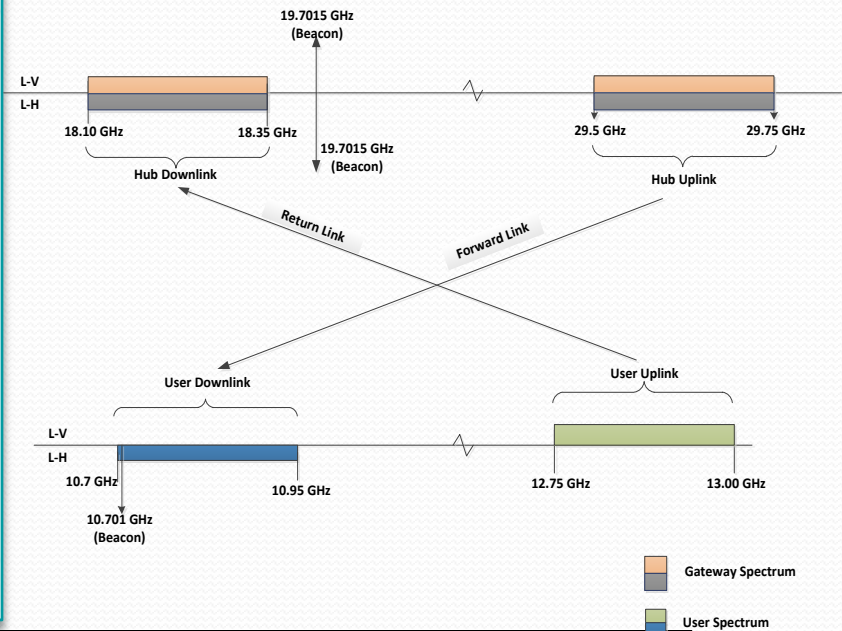 19.7015 GHz
(Beacon)
L-V
L-H
18.10 GHz
18.35 GHz
19.7015 GHz
(Beacon)
29.5 GHz
29.75 GHz
Hub Downlink
Hub Uplink
Return Link
Forward Link
User Downlink
User Uplink
L-V
L-H
10.7 GHz
10.95 GHz
12.75 GHz
13.00 GHz
10.701 GHz
(Beacon)
Gateway Spectrum
User Spectrum